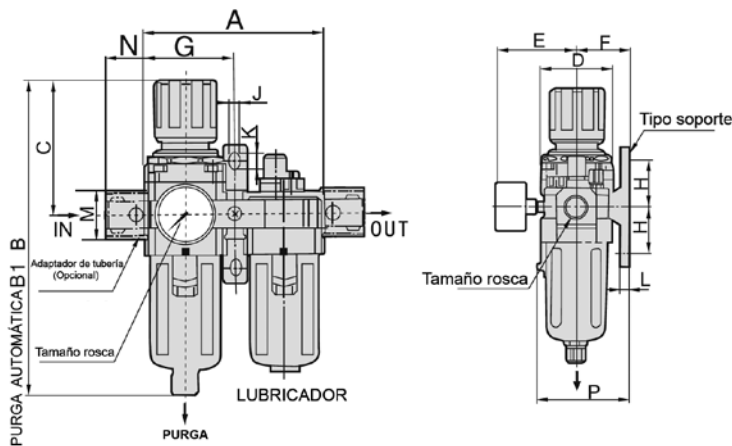 A
N
G
J
K
C
M
IN
OUT
Adaptador de tubería
(Opcional)
PURGA AUTOMÁTICA B1 B
Tamaño rosca
LUBRICADOR
PURGA
E
F
D
Tipo soporte
H
H
Tamaño rosca
L
P